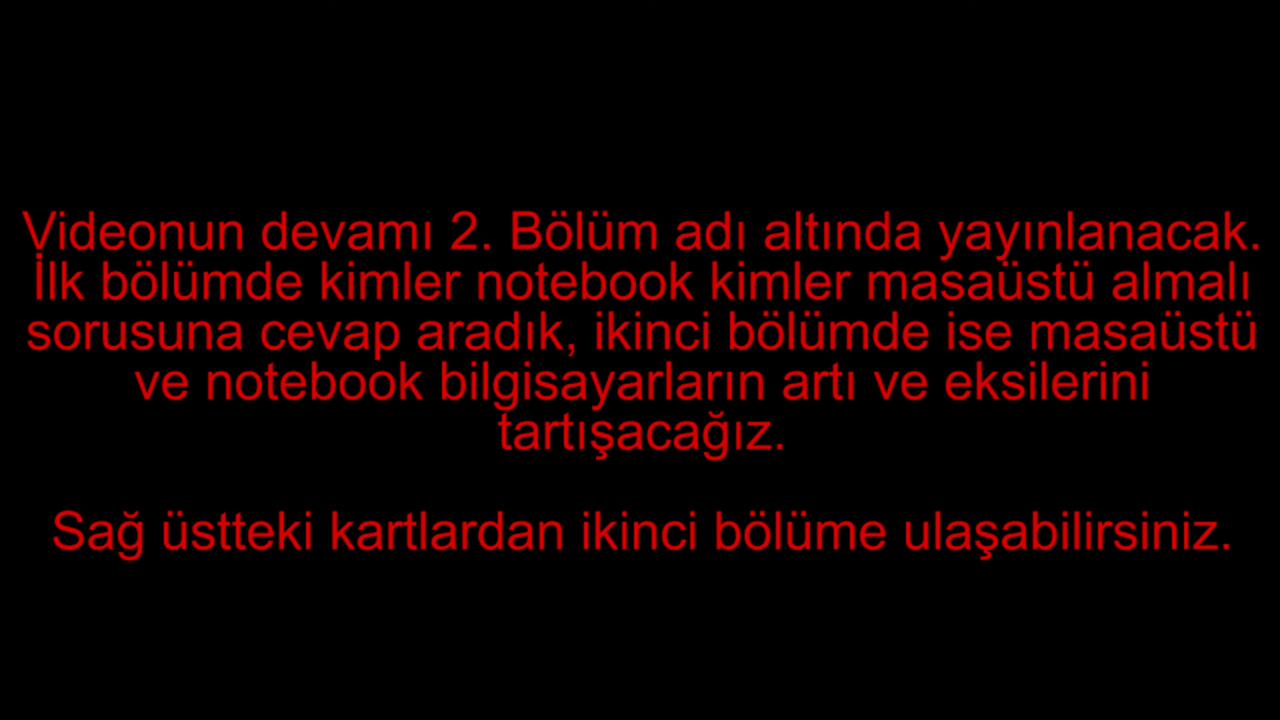 Videonun devamı 2. Bölüm adı altında yayınlanacak.
İlk bölümde kimler notebook kimler masaüstü almalı
sorusuna cevap aradık, ikinci bölümde ise masaüstü
ve notebook bilgisayarların artı ve eksilerini
tartışacağız.
Sağ üstteki kartlardan ikinci bölüme ulaşabilirsiniz.